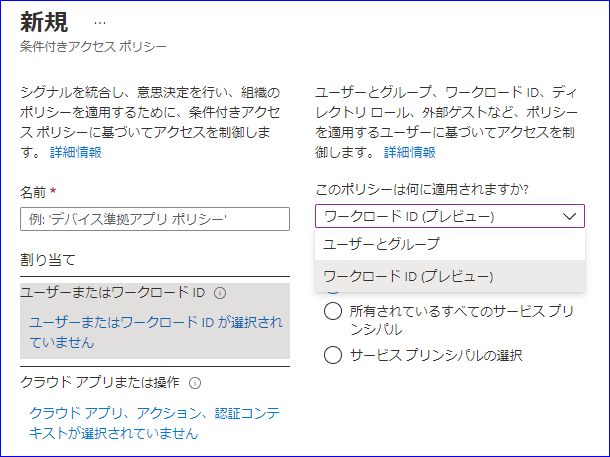 新規 …
条件付きアクセス ポリシー
シグナルを統合し、意思決定を行い、組織の
ポリシーを適用するために、条件付きアクセ
ス ポリシーに基づいてアクセスを制御しま
す。 詳細情報
名前 *
例: 'デバイス準拠アプリ ポリシー'
割り当て
ユーザーまたはワークロード ID
ユーザーまたはワークロード ID が選択され
ていません
クラウド アプリまたは操作
クラウド アプリ、アクション、認証コンテ
キストが選択されていません
ユーザーとグループ、ワークロード ID、ディ
レクトリ ロール、外部ゲストなど、ポリシー
を適用するユーザーに基づいてアクセスを制
御します。 詳細情報
このポリシーは何に適用されますか?
ワークロード ID (プレビュー)
ユーザーとグループ
ワークロード ID (プレビュー)
所有されているすべてのサービス プリ
ンシパル
サービス プリンシパルの選択